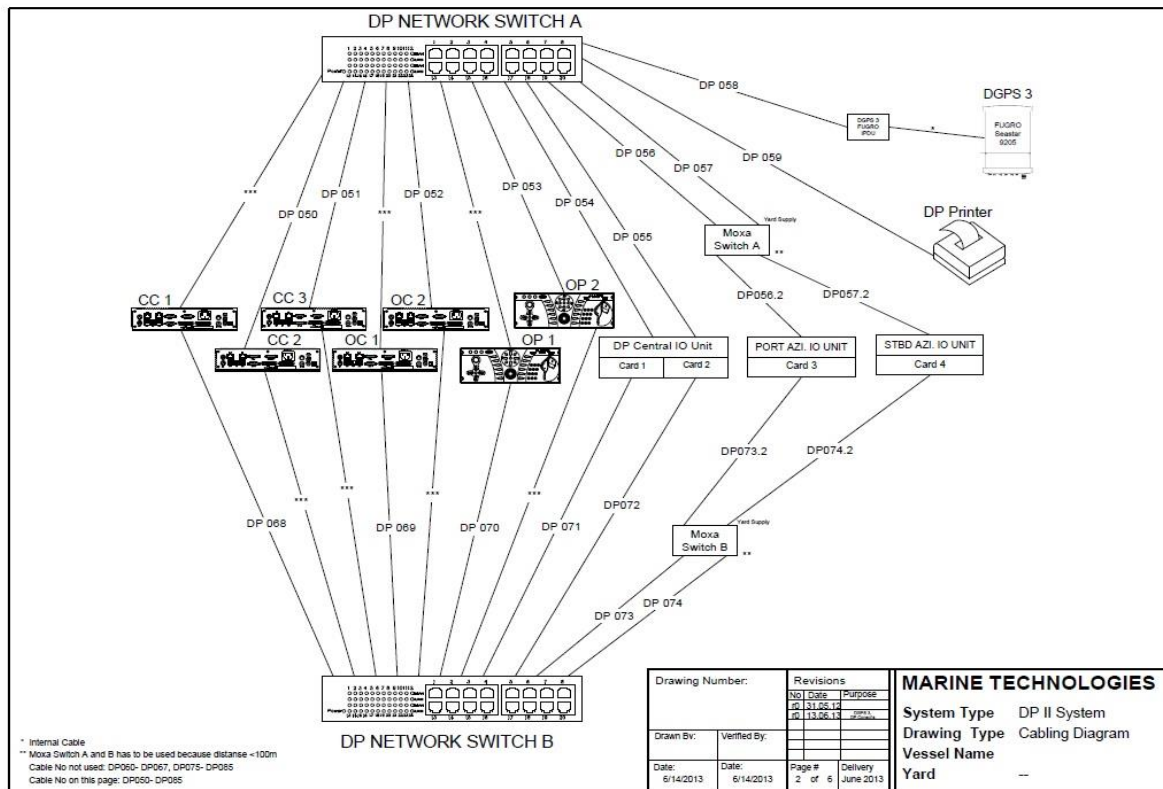 DP NETWORK SWITCH A
DP 058
DGPS 3
DGPS 3
FUGRO
IPDU
*
FUGRO
Seastar
9205
DP 056
DP 057
DP 059
***
DP 050
DP 051
***
DP 052
***
DP 053
DP 054
DP 055
Yard Supply
Moxa
Switch A
**
DP Printer
CC 1
CC 3
OC 2
OP 2
DP056.2
DP057.2
CC 2
OC 1
OP 1
DP Central IO Unit
Card 1
Card 2
PORT AZI. IO UNIT
Card 3
STBD AZI. IO UNIT
Card 4
DP073.2
DP074.2
DP 068
***
***
DP 069
***
DP 070
***
DP 071
DP072
Yard Supply
Moxa
Switch B
**
DP 073
DP 074
DP NETWORK SWITCH B
* Internal Cable
** Moxa Switch A and B has to be used because distanse <100m
Cable No not used: DP060- DP067, DP075- DP085
Cable No on this page: DP050- DP085
Drawing Number:
Revisions
No Date Purpose
r0 31.05.12
r0 13.06.13
Drawn By:
Verified By:
Date:
6/14/2013
Date:
6/14/2013
Page #
2 of 6
Delivery
June 2013
MARINE TECHNOLOGIES
System Type DP II System
Drawing Type Cabling Diagram
Vessel Name
Yard --